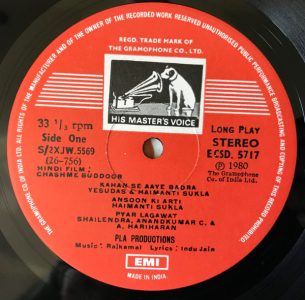 THE MANUFACTURER AND OF THE OWNER OF THE RECORDED WORK RESERVED UNAUTHORISED PUBLIC PERFORMANCE BROADCASTING AND COPYING OF THIS RECORD PROHIBITED
REGD. TRADE MARK OF
THE GRAMOPHONE CO. LTD.
HIS MASTER'S VOICE
33 1/3 rpm
Side One
S/2XJW.5569
(26-756)
HINDI FILM:
CHASHME BUDDOOR
LONG PLAY
STEREO
ECSD. 5717
℗ 1980
The Gramophone
Co. of India Ltd.
KAHAN SE AAYE BADRA
YESUDAS & HAIMANTI SUKLA
ANSOON KI ARTI
HAIMANTI SUKLA
PYAR LAGAWAT
SHAILENDRA, ANANDKUMAR C. &
A. HARIHARAN
PLA PRODUCTIONS
Music: Rajkamal Lyrics: Indu Jain
EMI
MADE IN INDIA
THE GRAMOPHONE CO. OF INDIA LTD. ALL RIGHTS OF